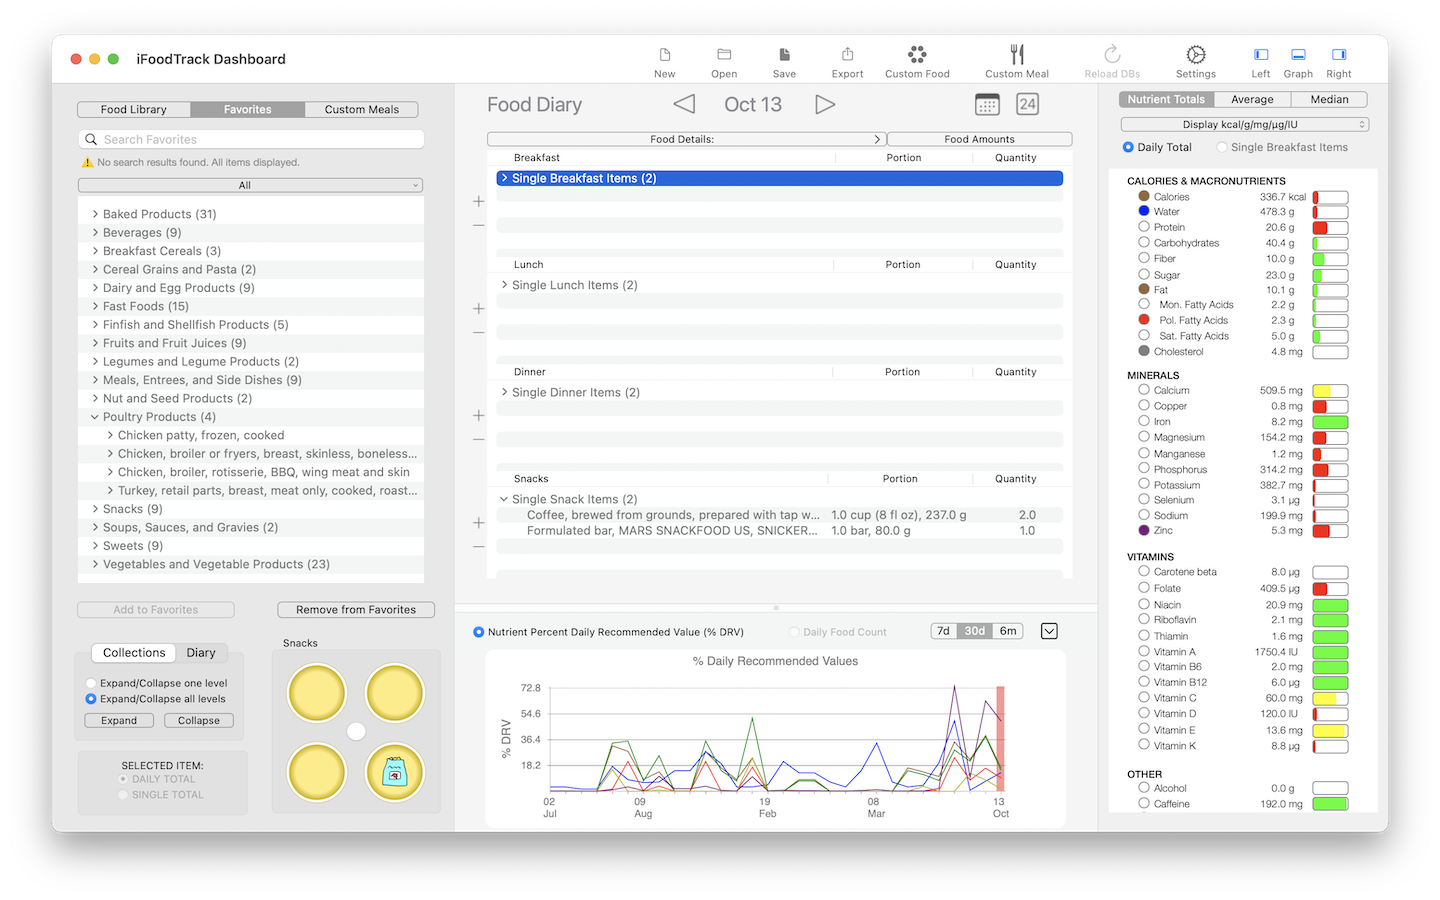 iFoodTrack Dashboard
New
Open
Save
Export
Custom Food
Custom Meal
Reload DBs
Settings
Left
Graph
Right
Food Library
Favorites
Custom Meals
Search Favorites
No search results found. All items displayed.
All
Baked Products (31)
Beverages (9)
Breakfast Cereals (3)
Cereal Grains and Pasta (2)
Dairy and Egg Products (9)
Fast Foods (15)
Finfish and Shellfish Products (5)
Fruits and Fruit Juices (9)
Legumes and Legume Products (2)
Meals, Entrees, and Side Dishes (9)
Nut and Seed Products (2)
Poultry Products (4)
Chicken patty, frozen, cooked
Chicken, broiler or fryers, breast, skinless, boneless...
Chicken, broiler, rotisserie, BBQ, wing meat and skin
Turkey, retail parts, breast, meat only, cooked, roast...
Snacks (9)
Soups, Sauces, and Gravies (2)
Sweets (9)
Vegetables and Vegetable Products (23)
Add to Favorites
Remove from Favorites
Collections
Diary
Expand/Collapse one level
Expand/Collapse all levels
Expand
Collapse
SELECTED ITEM:
DAILY TOTAL
SINGLE TOTAL
Snacks
Food Diary
Oct 13
24
Food Details:
Food Amounts
Breakfast Portion Quantity
Single Breakfast Items (2)
Lunch Portion Quantity
Single Lunch Items (2)
Dinner Portion Quantity
Single Dinner Items (2)
Snacks Portion Quantity
Single Snack Items (2)
Coffee, brewed from grounds, prepared with tap w... 1.0 cup (8 fl oz), 237.0 g 2.0
Formulated bar, MARS SNACKFOOD US, SNICKER... 1.0 bar, 80.0 g 1.0
Nutrient Percent Daily Recommended Value (% DRV)
Daily Food Count
7d
30d
6m
% Daily Recommended Values
% DRV
72.8
54.6
36.4
18.2
02 09 19 08 13
Jul Aug Feb Mar Oct
Nutrient Totals
Average
Median
Display kcal/g/mg/µg/IU
Daily Total
Single Breakfast Items
CALORIES & MACRONUTRIENTS
Calories 336.7 kcal
Water 478.3 g
Protein 20.6 g
Carbohydrates 40.4 g
Fiber 10.0 g
Sugar 23.0 g
Fat 10.1 g
Mon. Fatty Acids 2.2 g
Pol. Fatty Acids 2.3 g
Sat. Fatty Acids 5.0 g
Cholesterol 4.8 mg
MINERALS
Calcium 509.5 mg
Copper 0.8 mg
Iron 8.2 mg
Magnesium 154.2 mg
Manganese 1.2 mg
Phosphorus 314.2 mg
Potassium 382.7 mg
Selenium 3.1 µg
Sodium 199.9 mg
Zinc 5.3 mg
VITAMINS
Carotene beta 8.0 µg
Folate 409.5 µg
Niacin 20.9 mg
Riboflavin 2.1 mg
Thiamin 1.6 mg
Vitamin A 1750.4 IU
Vitamin B6 2.0 mg
Vitamin B12 6.0 µg
Vitamin C 60.0 mg
Vitamin D 120.0 IU
Vitamin E 13.6 mg
Vitamin K 8.8 µg
OTHER
Alcohol 0.0 g
Caffeine 192.0 mg